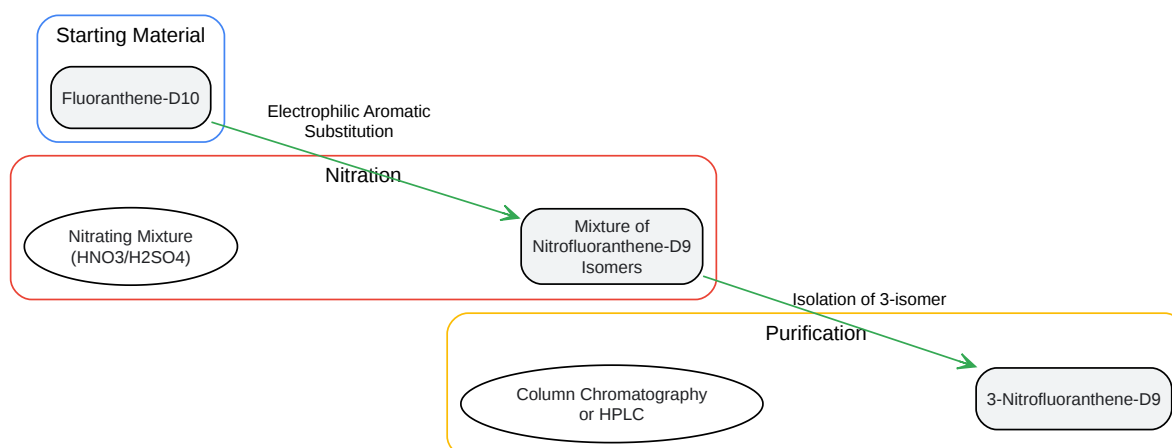 Starting Material
Fluoranthene-D10
Electrophilic Aromatic
Substitution
Nitration
Nitrating Mixture
(HNO3/H2SO4)
Mixture of
Nitrofluoranthene-D9
Isomers
Isolation of 3-isomer
Purification
Column Chromatography
or HPLC
3-Nitrofluoranthene-D9